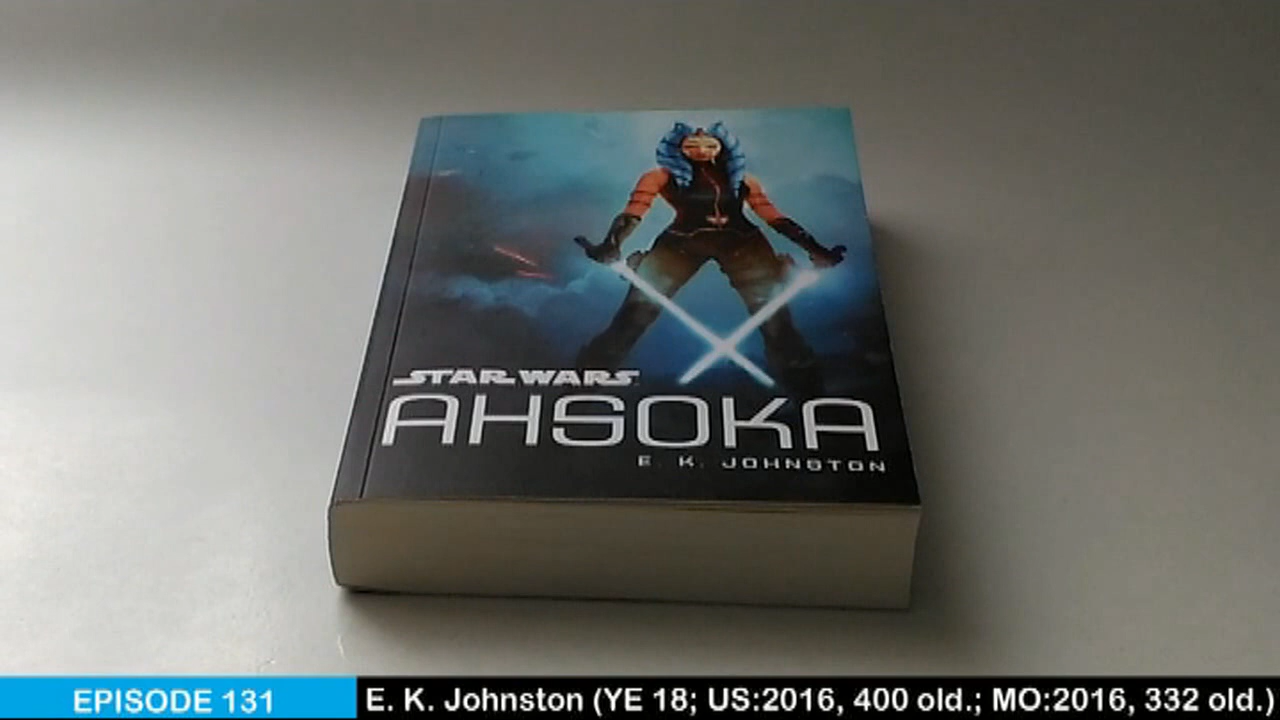 STAR WARS
AHSOKA
E. K. JOHNSTON
EPISODE 131
E. K. Johnston (YE 18; US:2016, 400 old.; MO:2016, 332 old.)